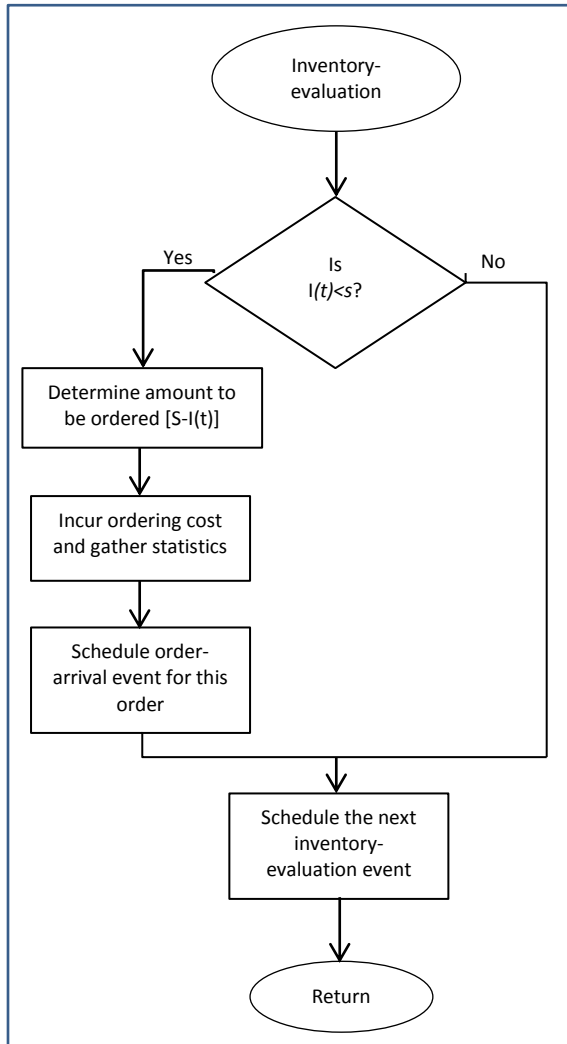 Inventory-
evaluation
Is
I(t)<s?
Yes
No
Determine amount to
be ordered [S-I(t)]
Incur ordering cost
and gather statistics
Schedule order-
arrival event for this
order
Schedule the next
inventory-
evaluation event
Return